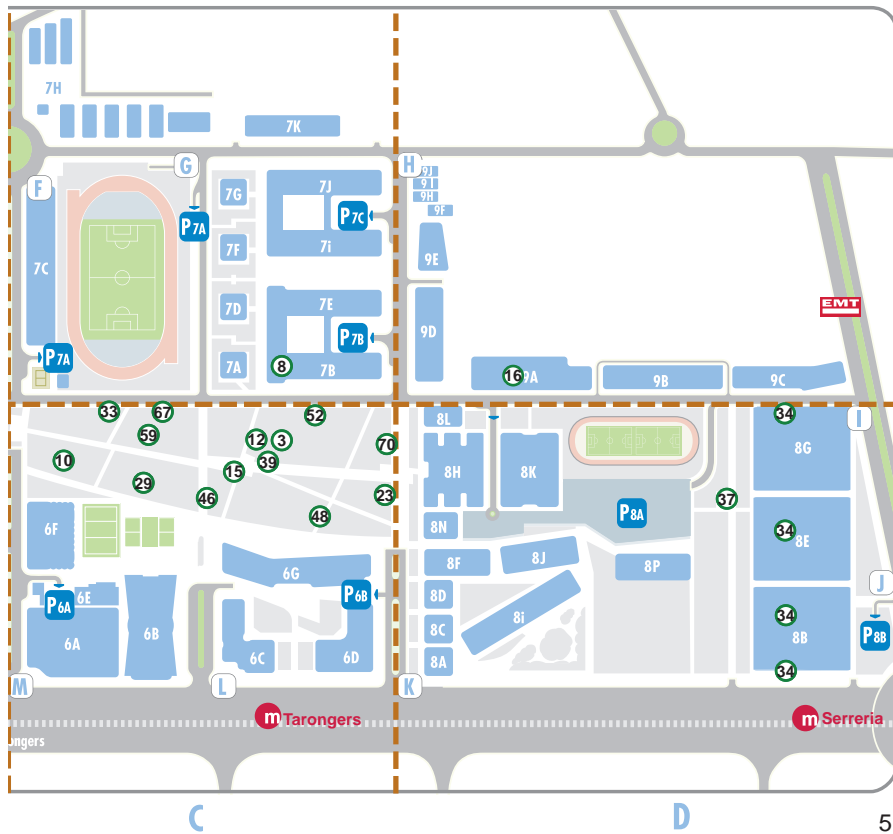 7H
7K
G
H
F
9J
9 I
9H
9F
7G
7J
P7C
P7A
7C
7F
7i
9E
EMT
7D
7E
9D
P7B
P7A
7A
8
7B
16
9A
9B
9C
33
67
52
8L
34
I
59
12
3
70
10
39
8H
8K
8G
15
29
46
23
37
48
P8A
6F
8N
34
8E
6G
8F
8J
8P
P6A
6E
P6B
8D
J
8i
34
6A
6B
8C
8B
P8B
6C
6D
8A
34
M
L
K
m Tarongers
m Serreria
ongers
C
D
5